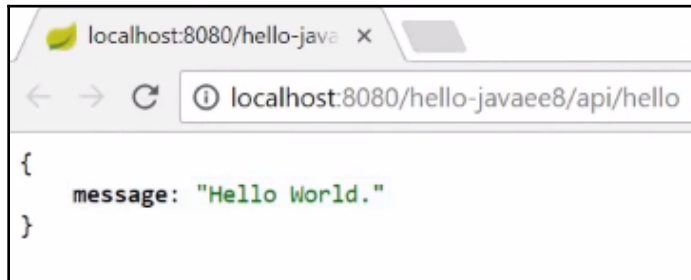 localhost:8080/hello-java
localhost:8080/hello-javaee8/api/hello
{
message: "Hello World."
}